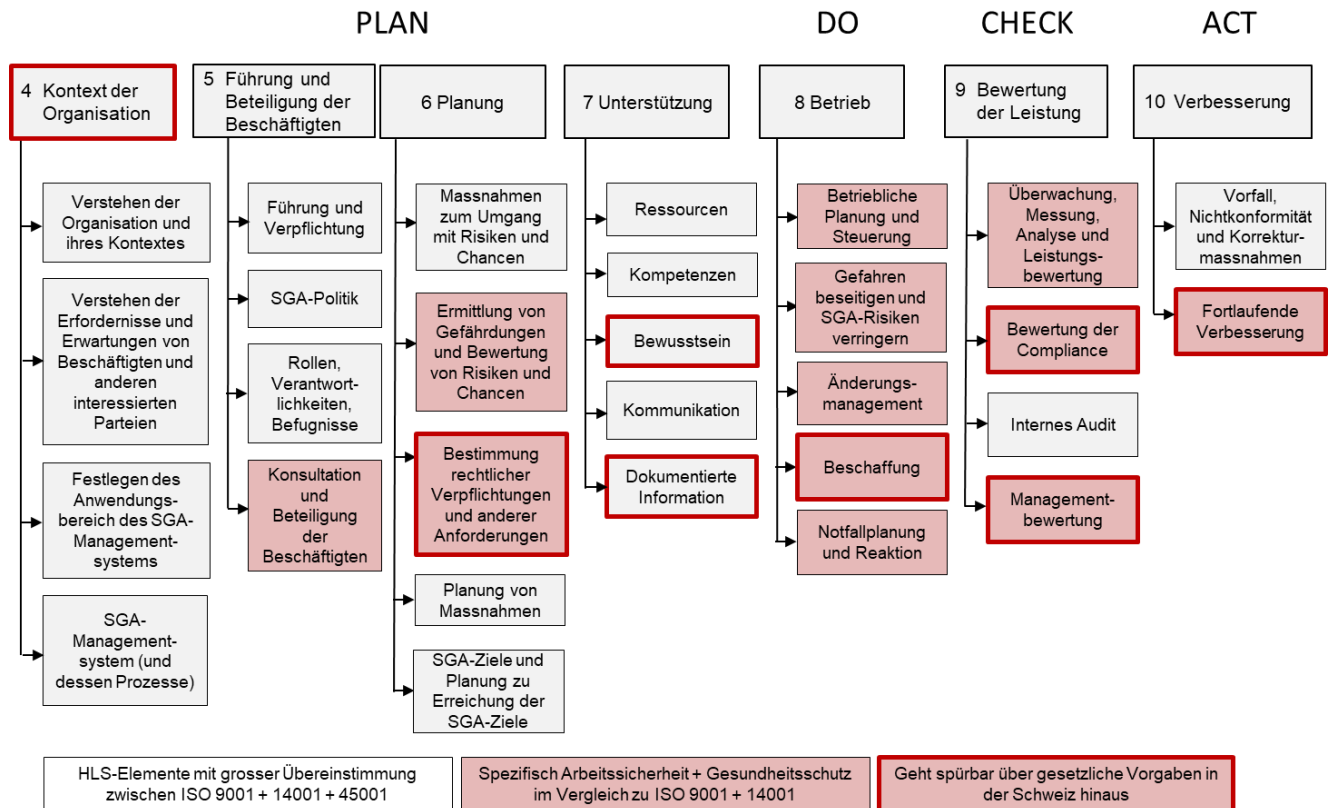 PLAN
DO
CHECK
ACT
4 Kontext der
Organisation
5 Führung und
Beteiligung der
Beschäftigten
6 Planung
7 Unterstützung
8 Betrieb
9 Bewertung
der Leistung
10 Verbesserung
Verstehen der
Organisation und
ihres Kontextes
Verstehen der
Erfordernisse und
Erwartungen von
Beschäftigten und
anderen
interessierten
Parteien
Festlegen des
Anwendungs-
bereich des SGA-
Management-
systems
SGA-
Management-
system (und
dessen Prozesse)
Führung und
Verpflichtung
SGA-Politik
Rollen,
Verantwort-
lichkeiten,
Befugnisse
Konsultation
und
Beteiligung
der
Beschäftigten
Massnahmen
zum Umgang
mit Risiken und
Chancen
Ermittlung von
Gefährdungen
und Bewertung
von Risiken und
Chancen
Bestimmung
rechtlicher
Verpflichtungen
und anderer
Anforderungen
Planung von
Massnahmen
SGA-Ziele und
Planung zu
Erreichung der
SGA-Ziele
Ressourcen
Kompetenzen
Bewusstsein
Kommunikation
Dokumentierte
Information
Betriebliche
Planung und
Steuerung
Gefahren
beseitigen und
SGA-Risiken
verringern
Änderungs-
management
Beschaffung
Notfallplanung
und Reaktion
Überwachung,
Messung,
Analyse und
Leistungs-
bewertung
Bewertung der
Compliance
Internes Audit
Management-
bewertung
Vorfall,
Nichtkonformität
und Korrektur-
massnahmen
Fortlaufende
Verbesserung
HLS-Elemente mit grosser Übereinstimmung
zwischen ISO 9001 + 14001 + 45001
Spezifisch Arbeitssicherheit + Gesundheitsschutz
im Vergleich zu ISO 9001 + 14001
Geht spürbar über gesetzliche Vorgaben in
der Schweiz hinaus